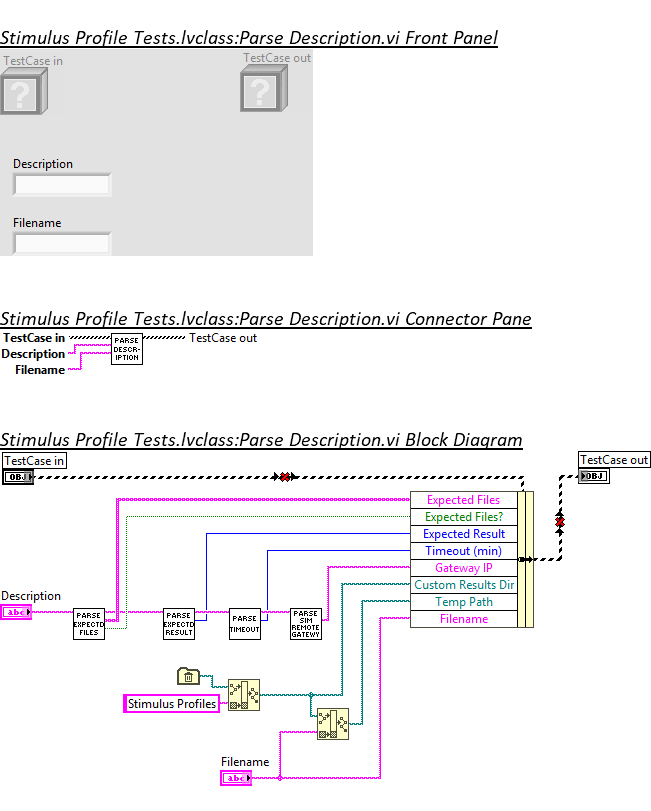 Stimulus Profile Tests.lvclass:Parse Description.vi Front Panel
TestCase in
TestCase out
?
?
Description
Filename
Stimulus Profile Tests.lvclass:Parse Description.vi Connector Pane
TestCase in
Description
Filename
PARSE
DESCR-
IPTION
TestCase out
Stimulus Profile Tests.lvclass:Parse Description.vi Block Diagram
TestCase in
OBJ
TestCase out
OBJ
Expected Files
Expected Files?
Expected Result
Timeout (min)
Gateway IP
Custom Results Dir
Temp Path
Filename
Description
abc
PARSE
EXPECTD
FILES
PARSE
EXPECTD
RESULT
PARSE
TIMEOUT
PARSE
SIM
REMOTE
GATEWY
Stimulus Profiles
Filename
abc